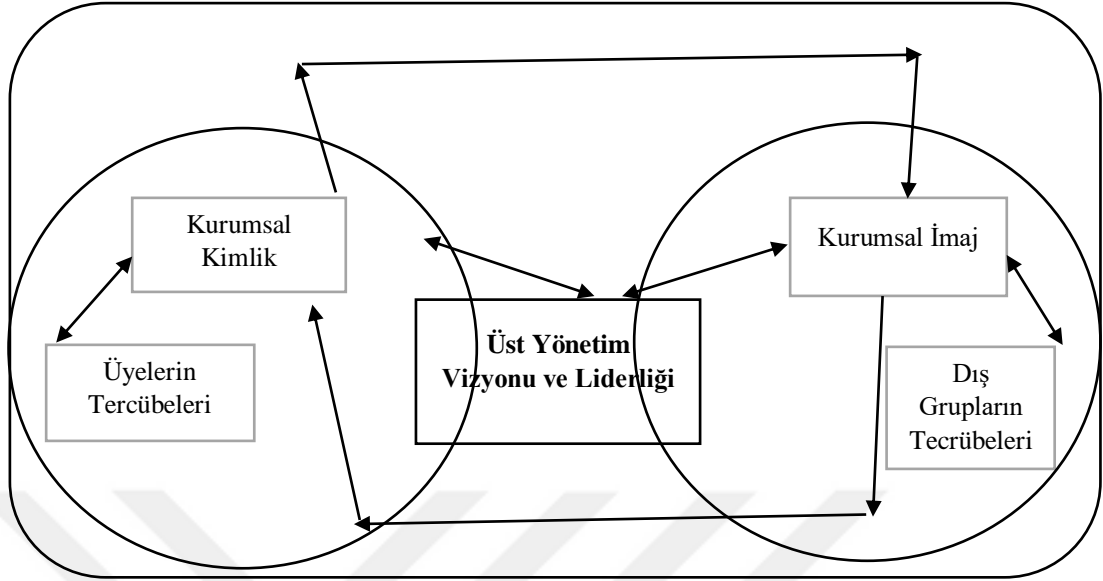 Kurumsal
Kimlik
Kurumsal İmaj
Üst Yönetim
Vizyonu ve Liderliği
Üyelerin
Tercübeleri
Dış
Grupların
Tecrübeleri